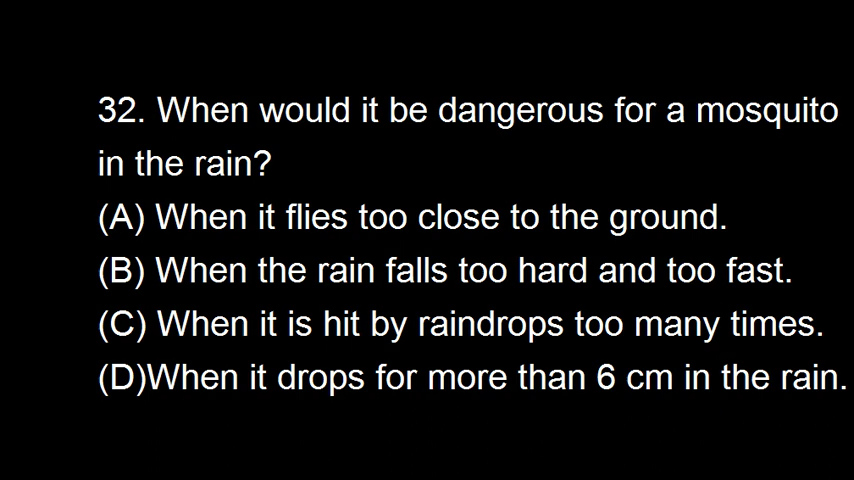 32. When would it be dangerous for a mosquito
in the rain?
(A) When it flies too close to the ground.
(B) When the rain falls too hard and too fast.
(C) When it is hit by raindrops too many times.
(D)When it drops for more than 6 cm in the rain.